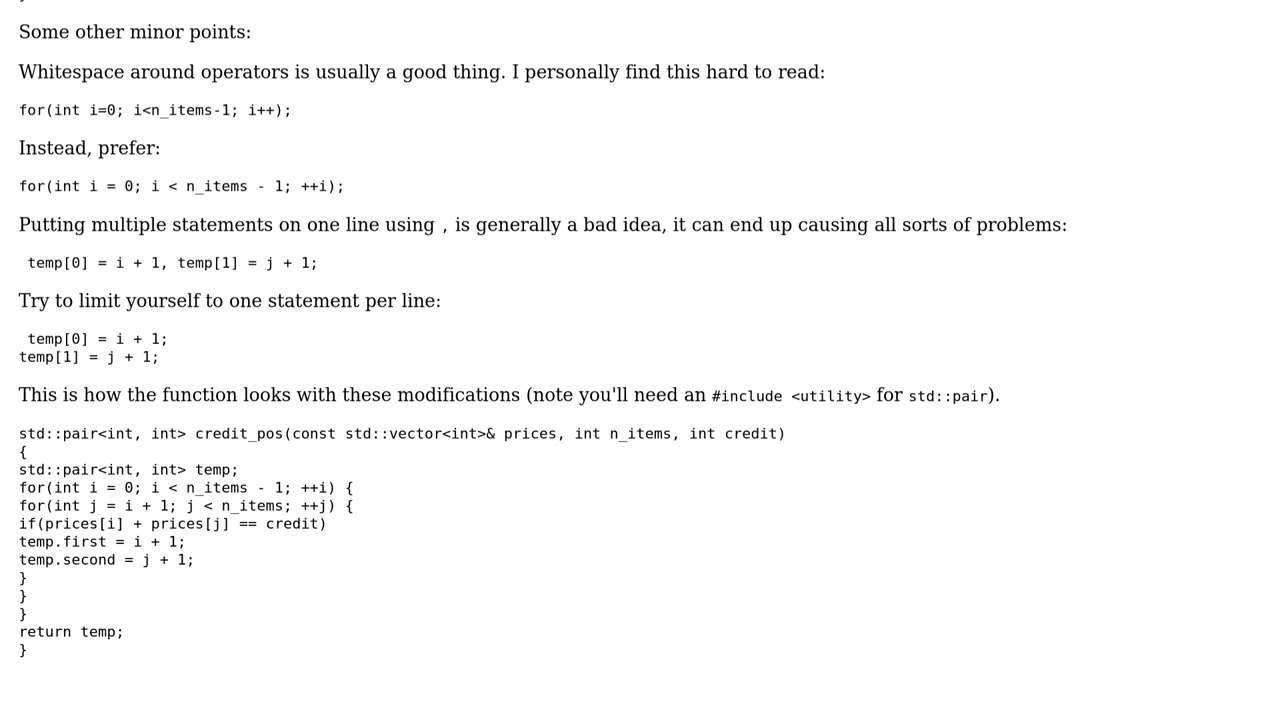 Some other minor points:
Whitespace around operators is usually a good thing. I personally find this hard to read:
for(int i=0; i<n_items-1; i++);
Instead, prefer:
for(int i = 0; i < n_items - 1; ++i);
Putting multiple statements on one line using , is generally a bad idea, it can end up causing all sorts of problems:
temp[0] = i + 1, temp[1] = j + 1;
Try to limit yourself to one statement per line:
temp[0] = i + 1;
temp[1] = j + 1;
This is how the function looks with these modifications (note you'll need an #include <utility> for std::pair).
std::pair<int, int> credit_pos(const std::vector<int>& prices, int n_items, int credit)
{
std::pair<int, int> temp;
for(int i = 0; i < n_items - 1; ++i) {
for(int j = i + 1; j < n_items; ++j) {
if(prices[i] + prices[j] == credit)
temp.first = i + 1;
temp.second = j + 1;
}
}
}
return temp;
}